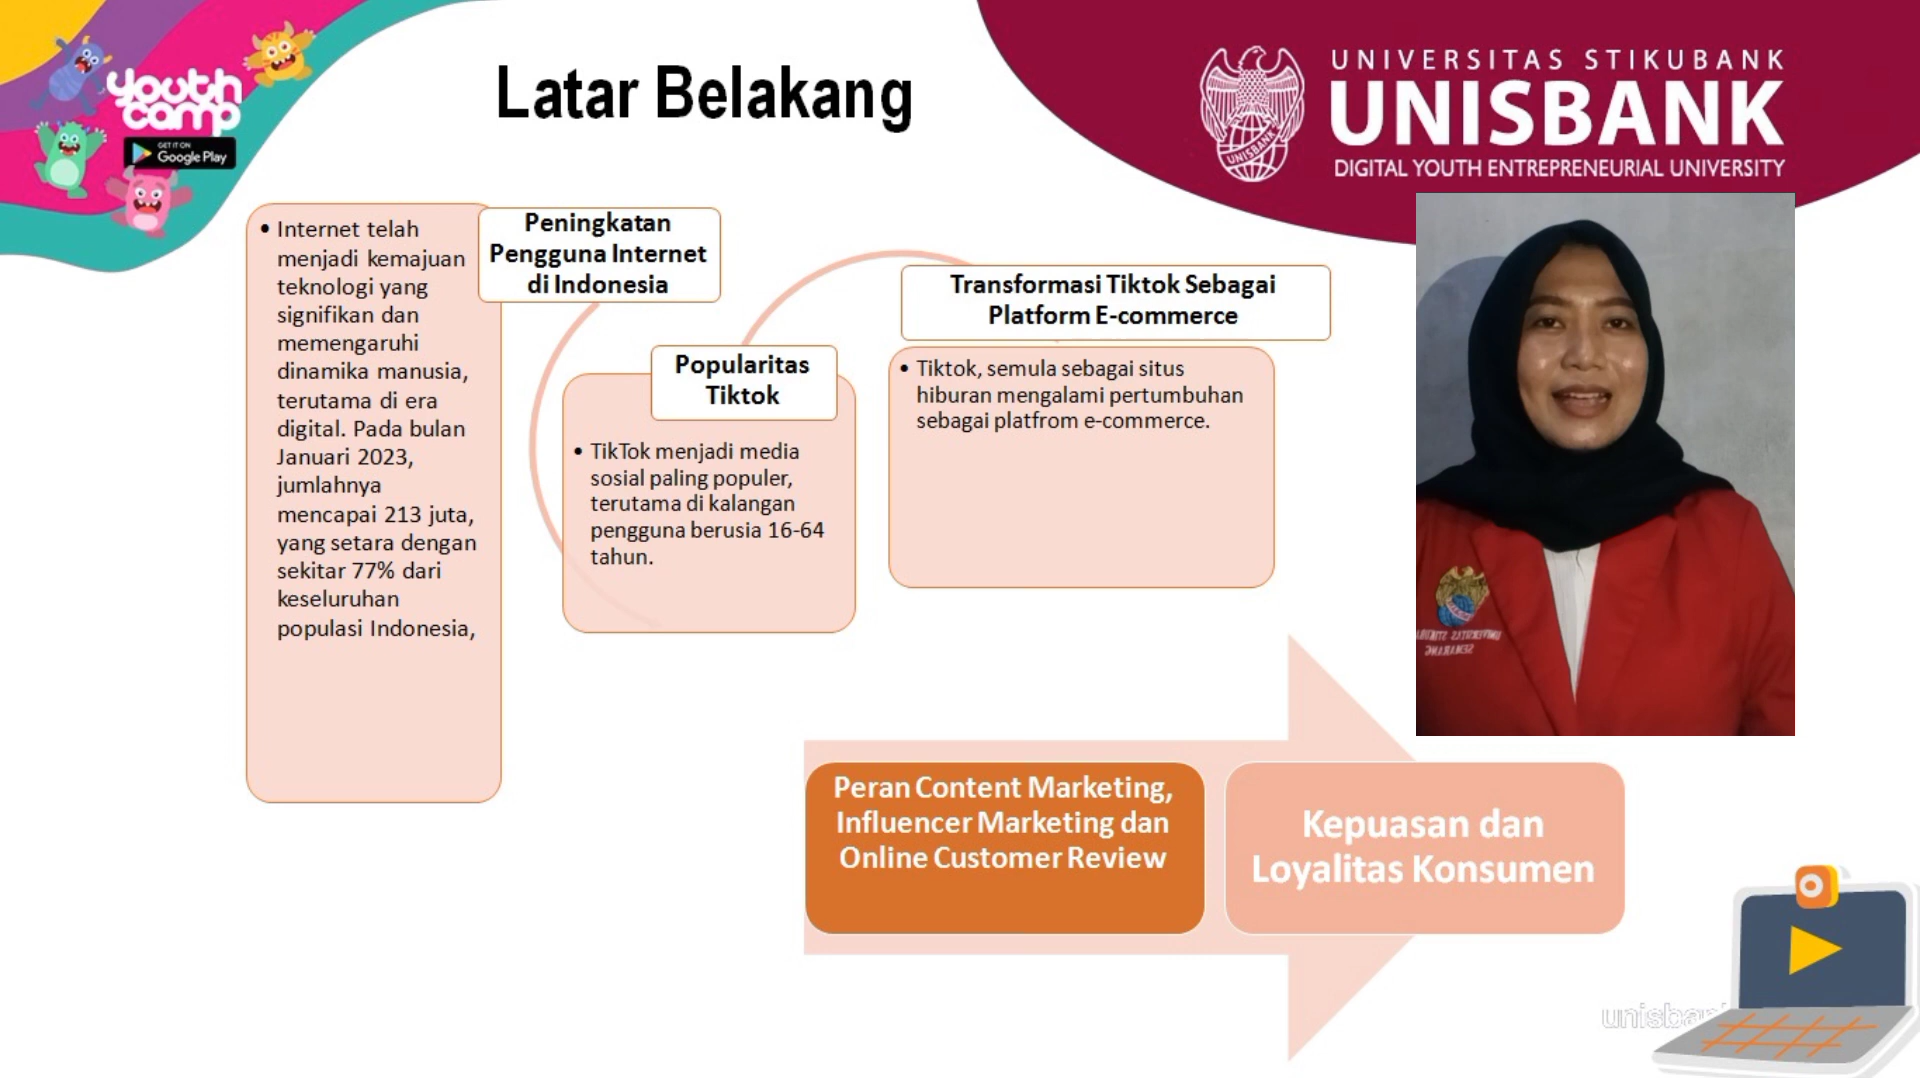 youth
camp
GET IT ON
Google Play
Latar Belakang
UNIVERSITAS STIKUBANK
UNISBANK
DIGITAL YOUTH ENTREPRENEURIAL UNIVERSITY
UNISBANK
Peningkatan
Pengguna Internet
di Indonesia
• Internet telah
menjadi kemajuan
teknologi yang
signifikan dan
memengaruhi
dinamika manusia,
terutama di era
digital. Pada bulan
Januari 2023,
jumlahnya
mencapai 213 juta,
yang setara dengan
sekitar 77% dari
keseluruhan
populasi Indonesia,
Popularitas
Tiktok
• TikTok menjadi media
sosial paling populer,
terutama di kalangan
pengguna berusia 16-64
tahun.
Transformasi Tiktok Sebagai
Platform E-commerce
• Tiktok, semula sebagai situs
hiburan mengalami pertumbuhan
sebagai platfrom e-commerce.
Peran Content Marketing,
Influencer Marketing dan
Online Customer Review
Kepuasan dan
Loyalitas Konsumen